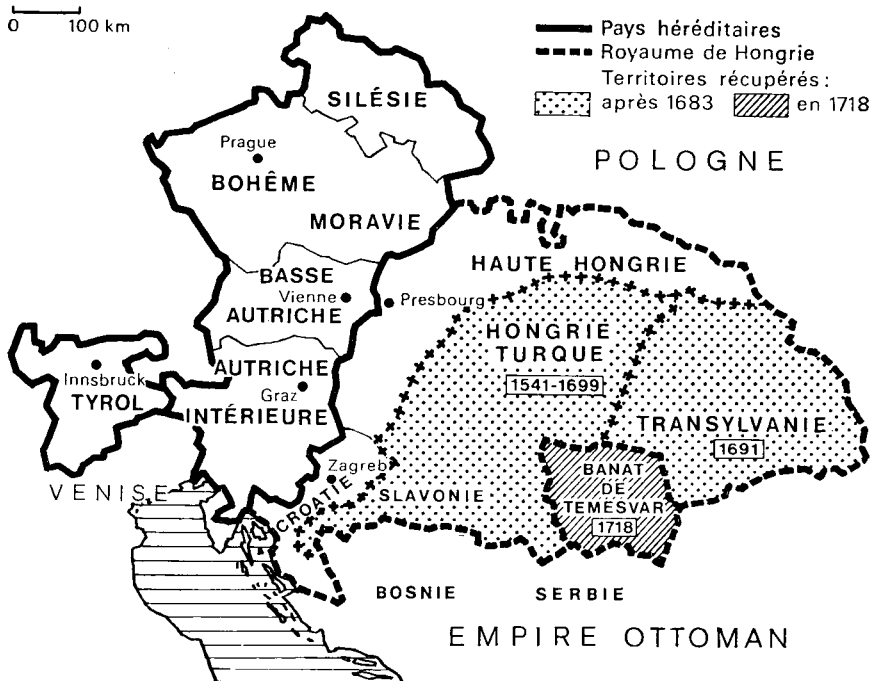 0 100 km
Pays héréditaires
Royaume de Hongrie
Territoires récupérés :
après 1683 en 1718
SILÉSIE
Prague
BOHÊME
MORAVIE
POLOGNE
BASSE
AUTRICHE
Vienne
Presbourg
HAUTE HONGRIE
HONGRIE
TURQUE
1541-1699
AUTRICHE
INTÉRIEURE
Graz
Innsbruck
TYROL
TRANSYLVANIE
1691
Zagreb
BANAT
DE
TEMESVAR
1718
VENISE
CROATIE
SLAVONIE
BOSNIE
SERBIE
EMPIRE OTTOMAN